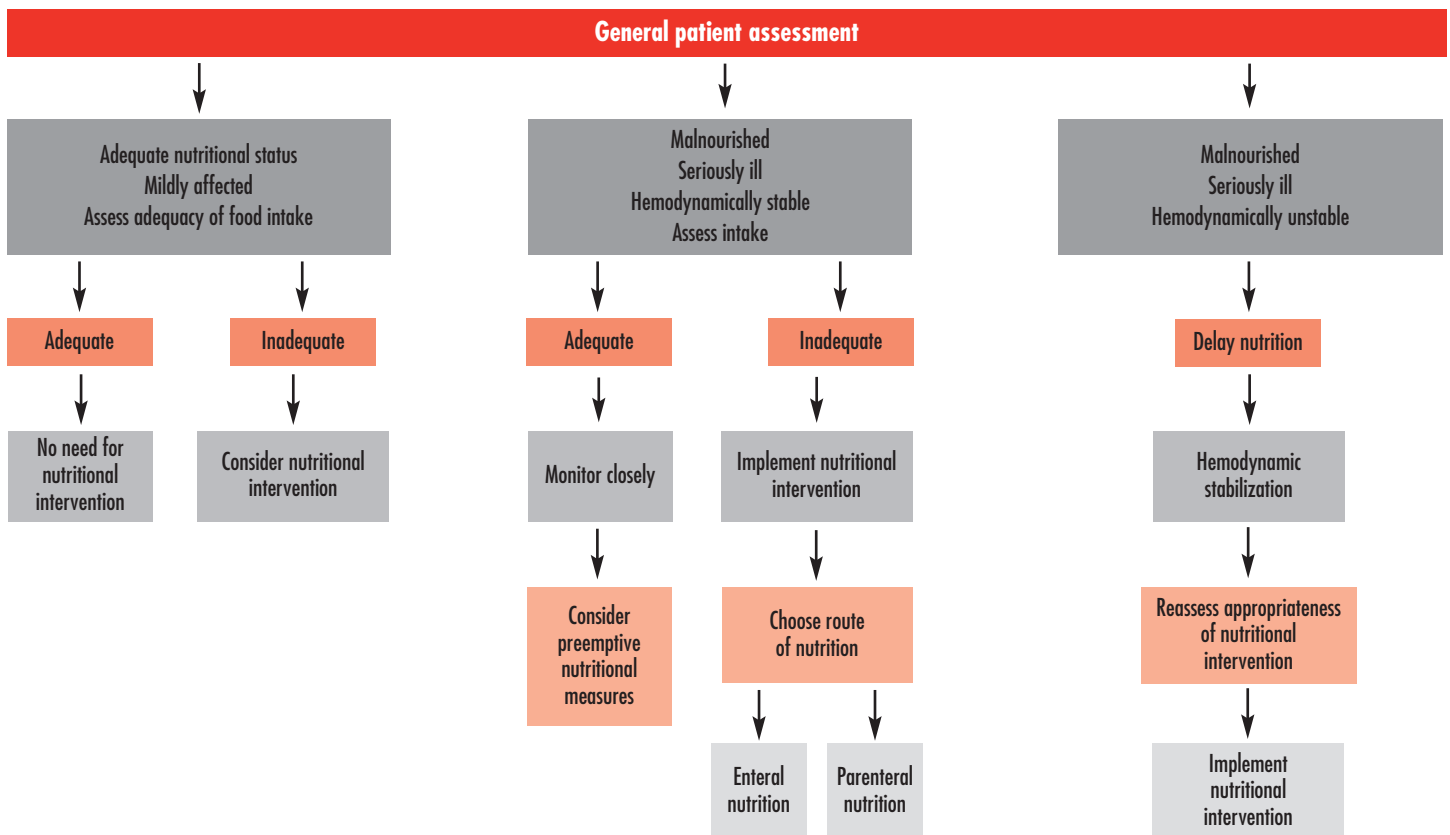 General patient assessment
Adequate nutritional status
Mildly affected
Assess adequacy of food intake
Malnourished
Seriously ill
Hemodynamically stable
Assess intake
Malnourished
Seriously ill
Hemodynamically unstable
Adequate
Inadequate
Adequate
Inadequate
Delay nutrition
No need for
nutritional
intervention
Consider nutritional
intervention
Monitor closely
Implement nutritional
intervention
Hemodynamic
stabilization
Consider
preemptive
nutritional
measures
Choose route
of nutrition
Reassess appropriateness
of nutritional
intervention
Enteral
nutrition
Parenteral
nutrition
Implement
nutritional
intervention